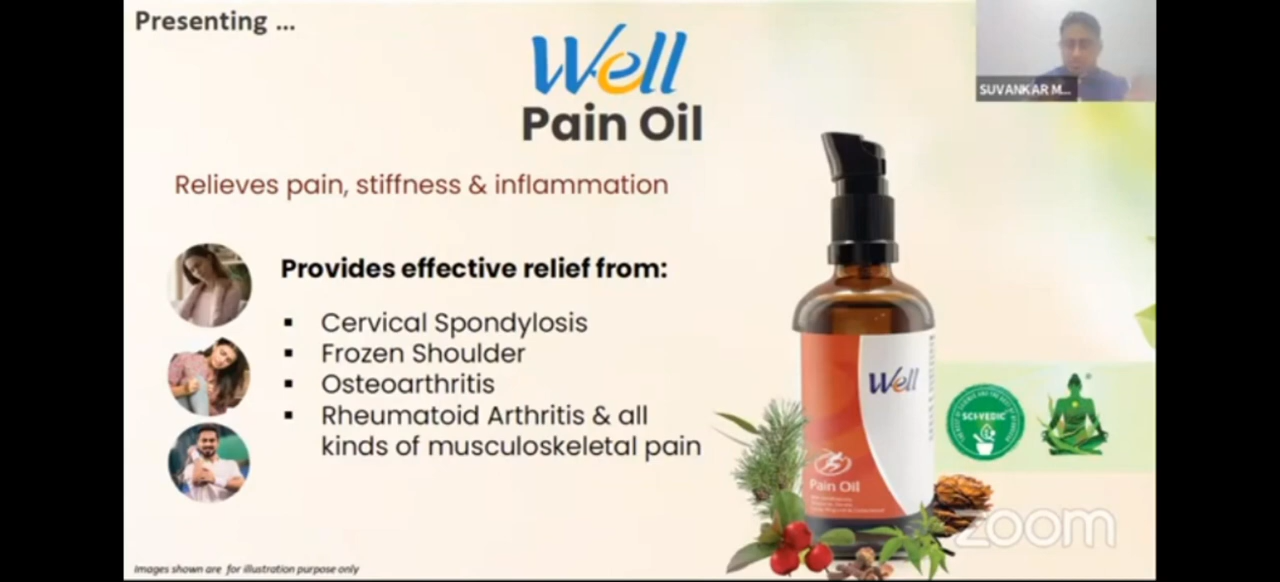 Presenting ...
SUVANKAR M...
Well
Pain Oil
Relieves pain, stiffness & inflammation
Provides effective relief from:
▪ Cervical Spondylosis
▪ Frozen Shoulder
▪ Osteoarthritis
▪ Rheumatoid Arthritis & all
kinds of musculoskeletal pain
Well
Pain Oil
SCI-VEDIC
zoom
Images shown are for illustration purpose only